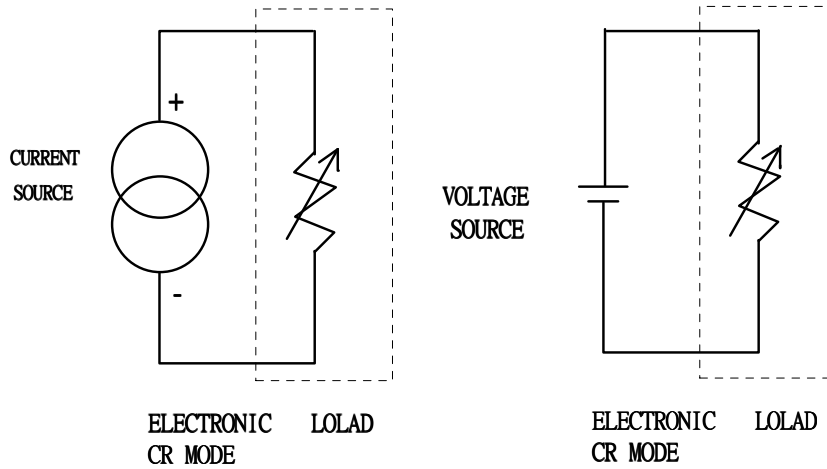 +
CURRENT
SOURCE
-
ELECTRONIC LOLAD
CR MODE
VOLTAGE
SOURCE
ELECTRONIC LOLAD
CR MODE